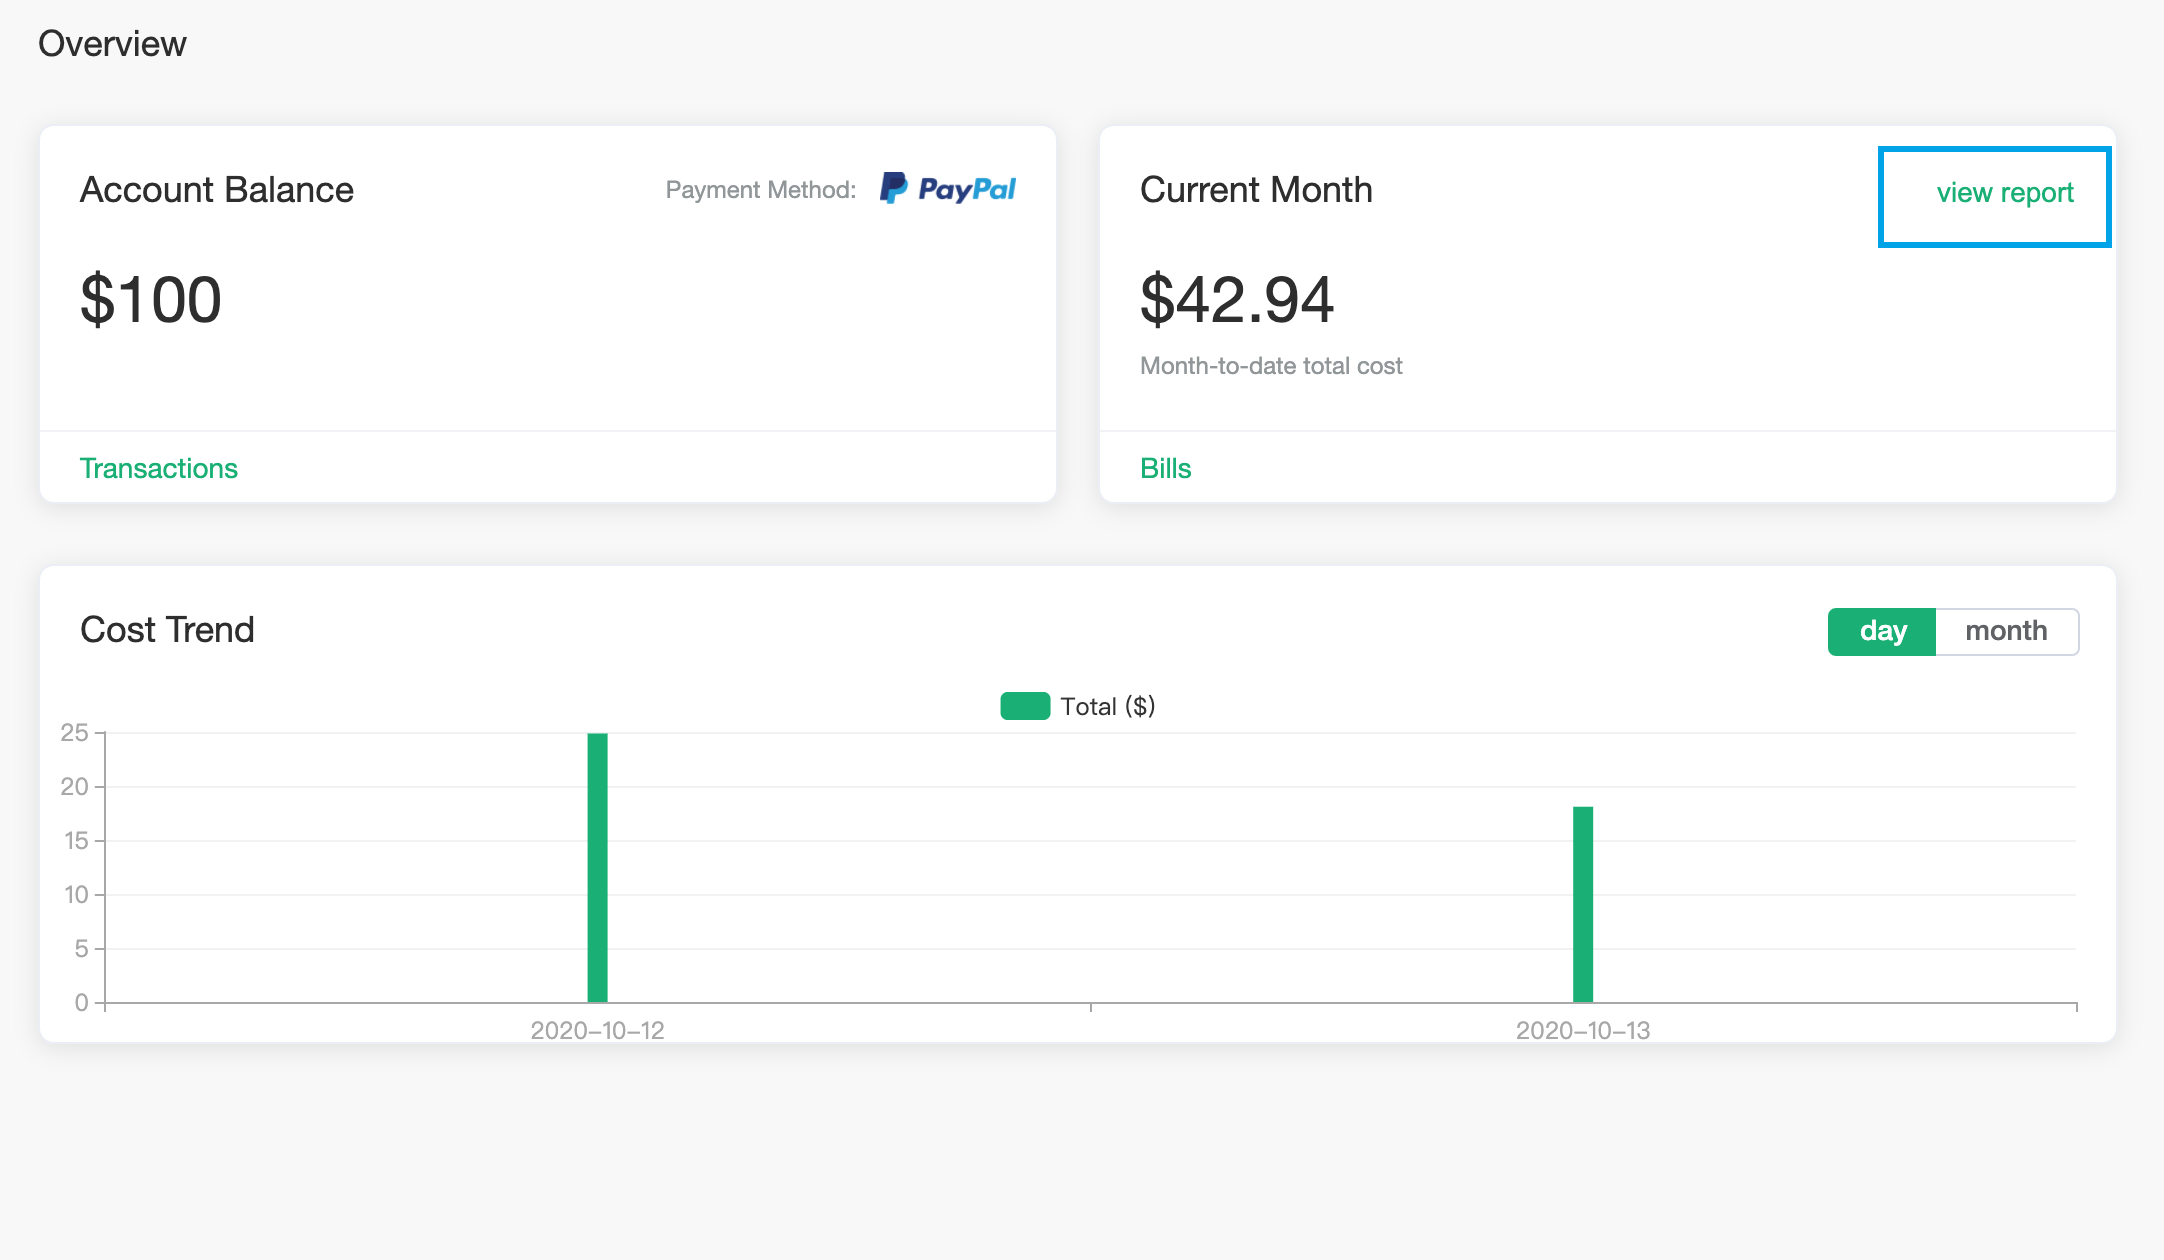 Overview
Account Balance
Payment Method: PayPal
$100
Transactions
Current Month
view report
$42.94
Month-to-date total cost
Bills
Cost Trend
day month
Total ($)
25
20
15
10
5
0
2020-10-12 2020-10-13